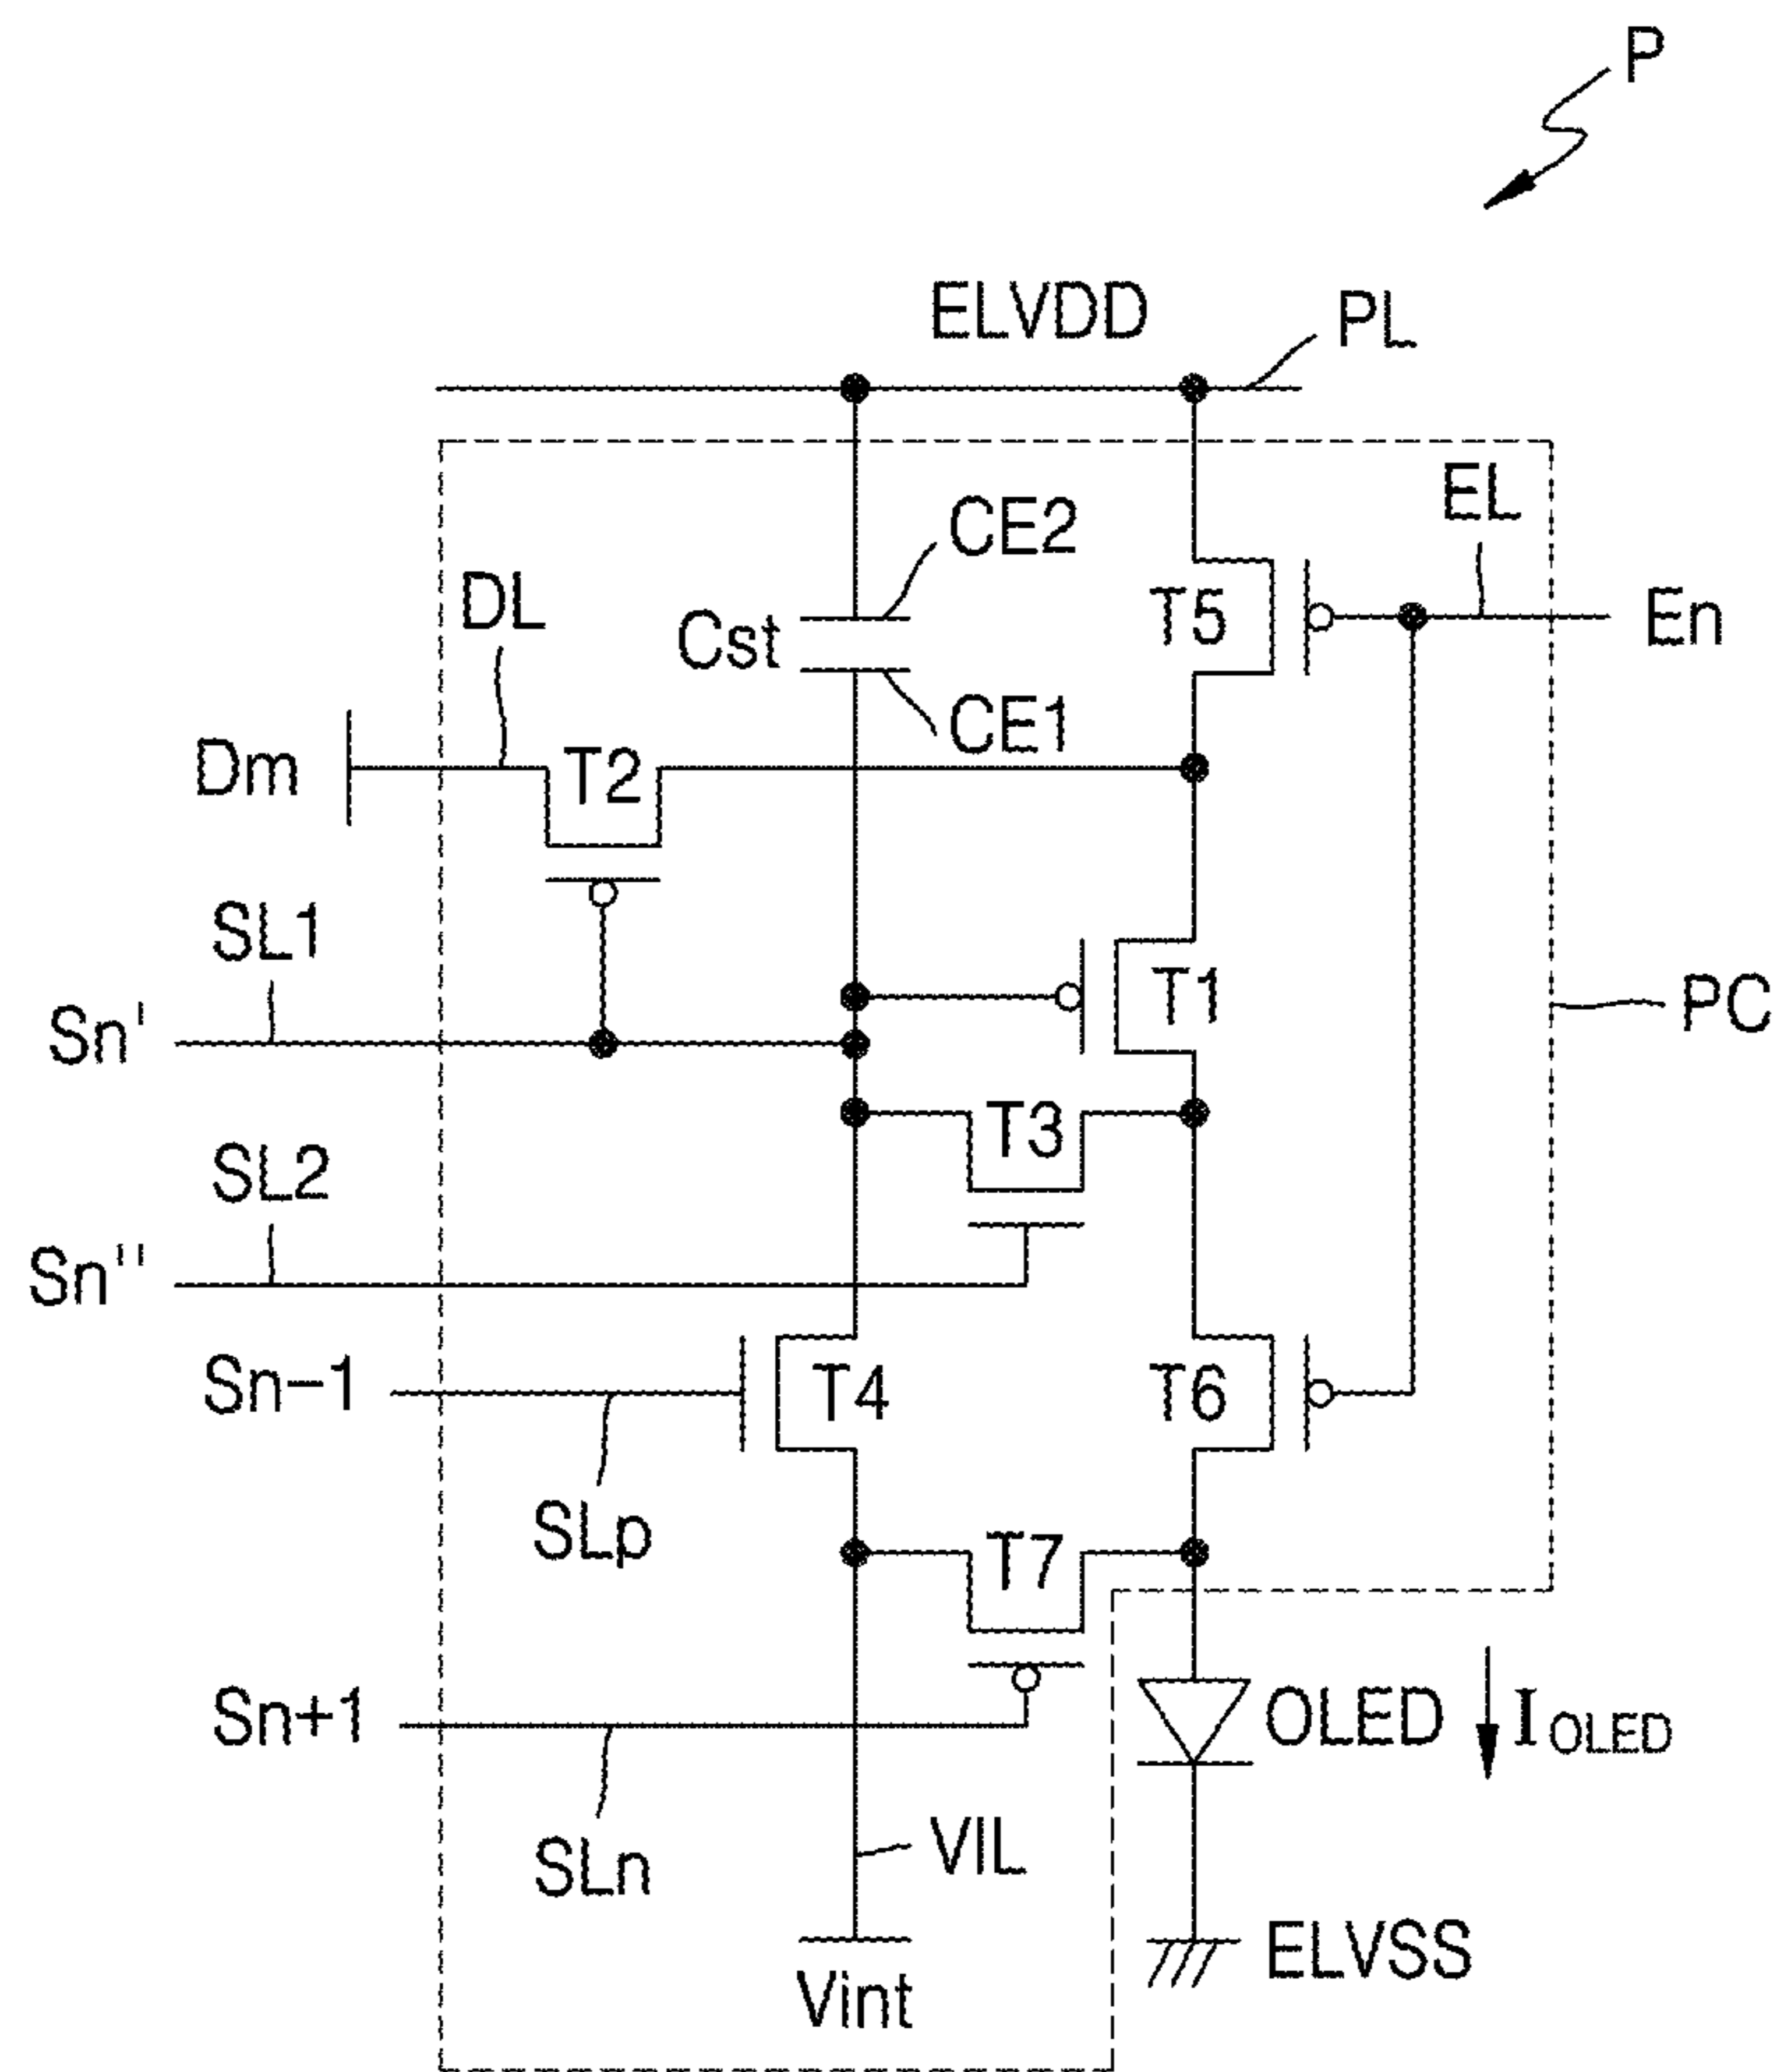 P
ELVDD
PL
CE2
EL
DL
Cst
T5
En
CE1
Dm
T2
SL1
T1
Sn'
PC
T3
SL2
Sn"
Sn-1
T4
T6
SLp
T7
Sn+1
OLED
IOLED
SLn
VIL
ELVSS
Vint